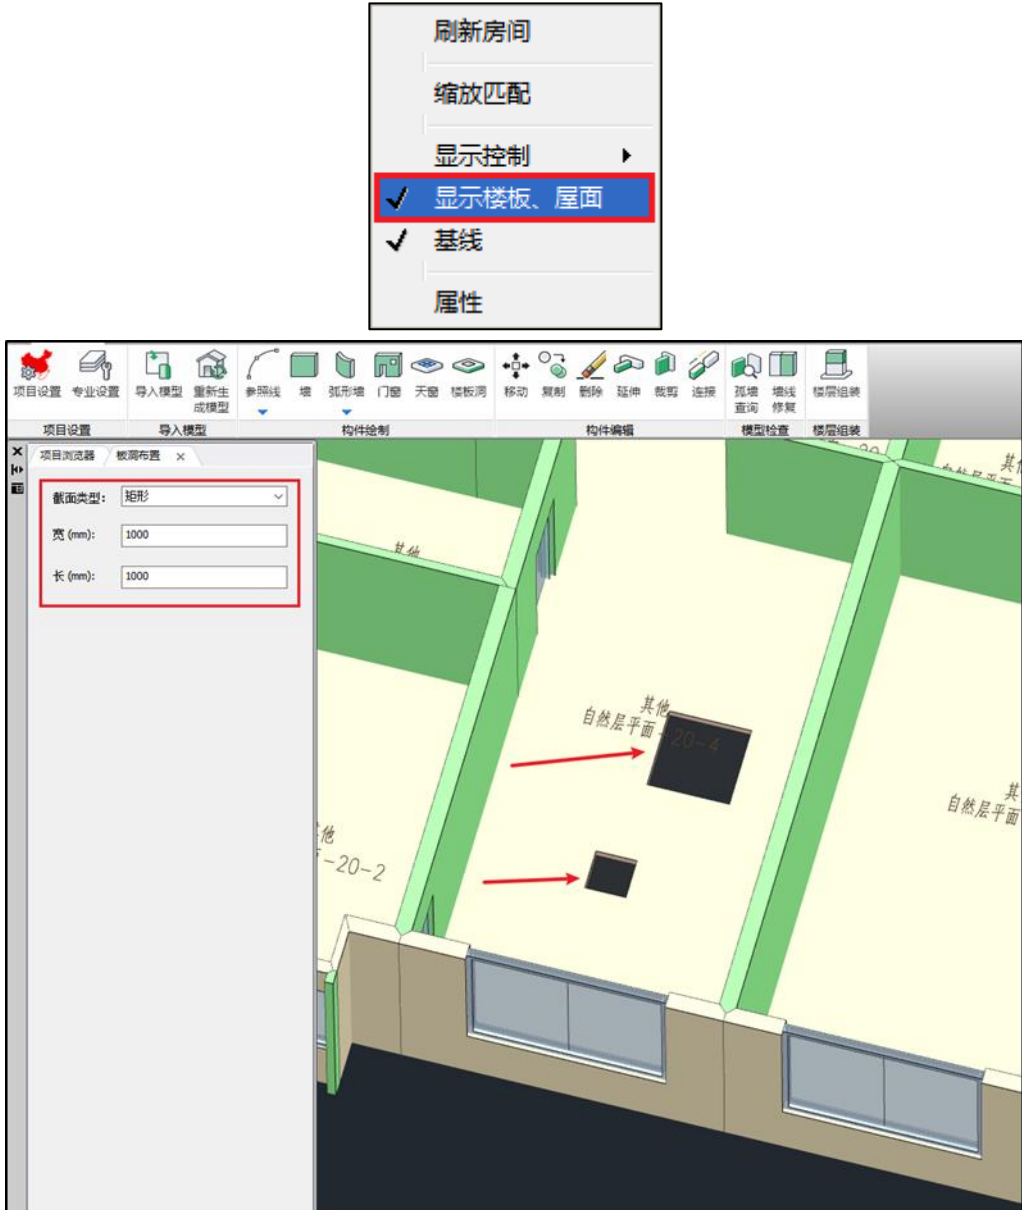 刷新房间
缩放匹配
显示控制
显示楼板、屋面
基线
属性
项目设置 专业设置 导入模型 重新生成模型 参照线 墙 弧形墙 门窗 天窗 楼板洞 移动 复制 删除 延伸 裁剪 连接 孤墙查询 墙线修复 楼层组装
项目设置 导入模型 构件绘制 构件编辑 模型检查 楼层组装
项目浏览器 板洞布置
截面类型: 矩形
宽(mm): 1000
长(mm): 1000
其他
其他
自然层平面-20-4
自然层平面
-20-2